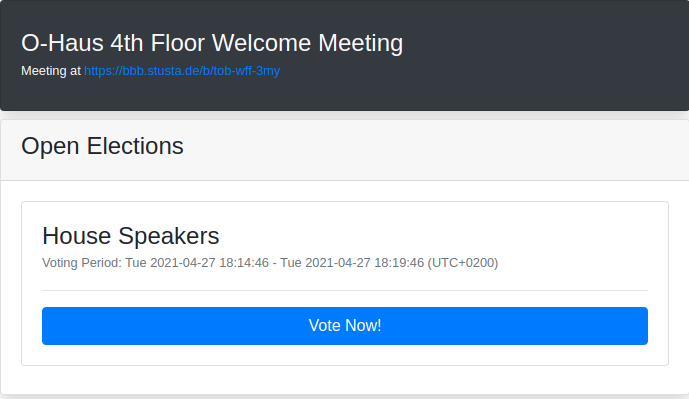 O-Haus 4th Floor Welcome Meeting
Meeting at https://bbb.stusta.de/b/tob-wff-3my
Open Elections
House Speakers
Voting Period: Tue 2021-04-27 18:14:46 - Tue 2021-04-27 18:19:46 (UTC+0200)
Vote Now!